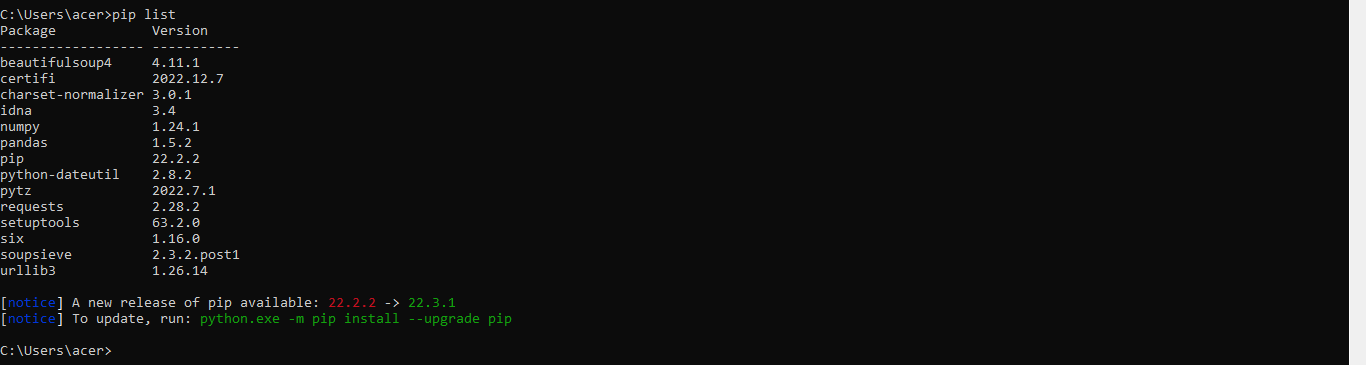 C:\Users\acer>pip list
Package            Version
------------------ -----------
beautifulsoup4     4.11.1
certifi            2022.12.7
charset-normalizer 3.0.1
idna               3.4
numpy              1.24.1
pandas             1.5.2
pip                22.2.2
python-dateutil    2.8.2
pytz               2022.7.1
requests           2.28.2
setuptools         63.2.0
six                1.16.0
soupsieve          2.3.2.post1
urllib3            1.26.14
[notice] A new release of pip available: 22.2.2 -> 22.3.1
[notice] To update, run: python.exe -m pip install --upgrade pip
C:\Users\acer>